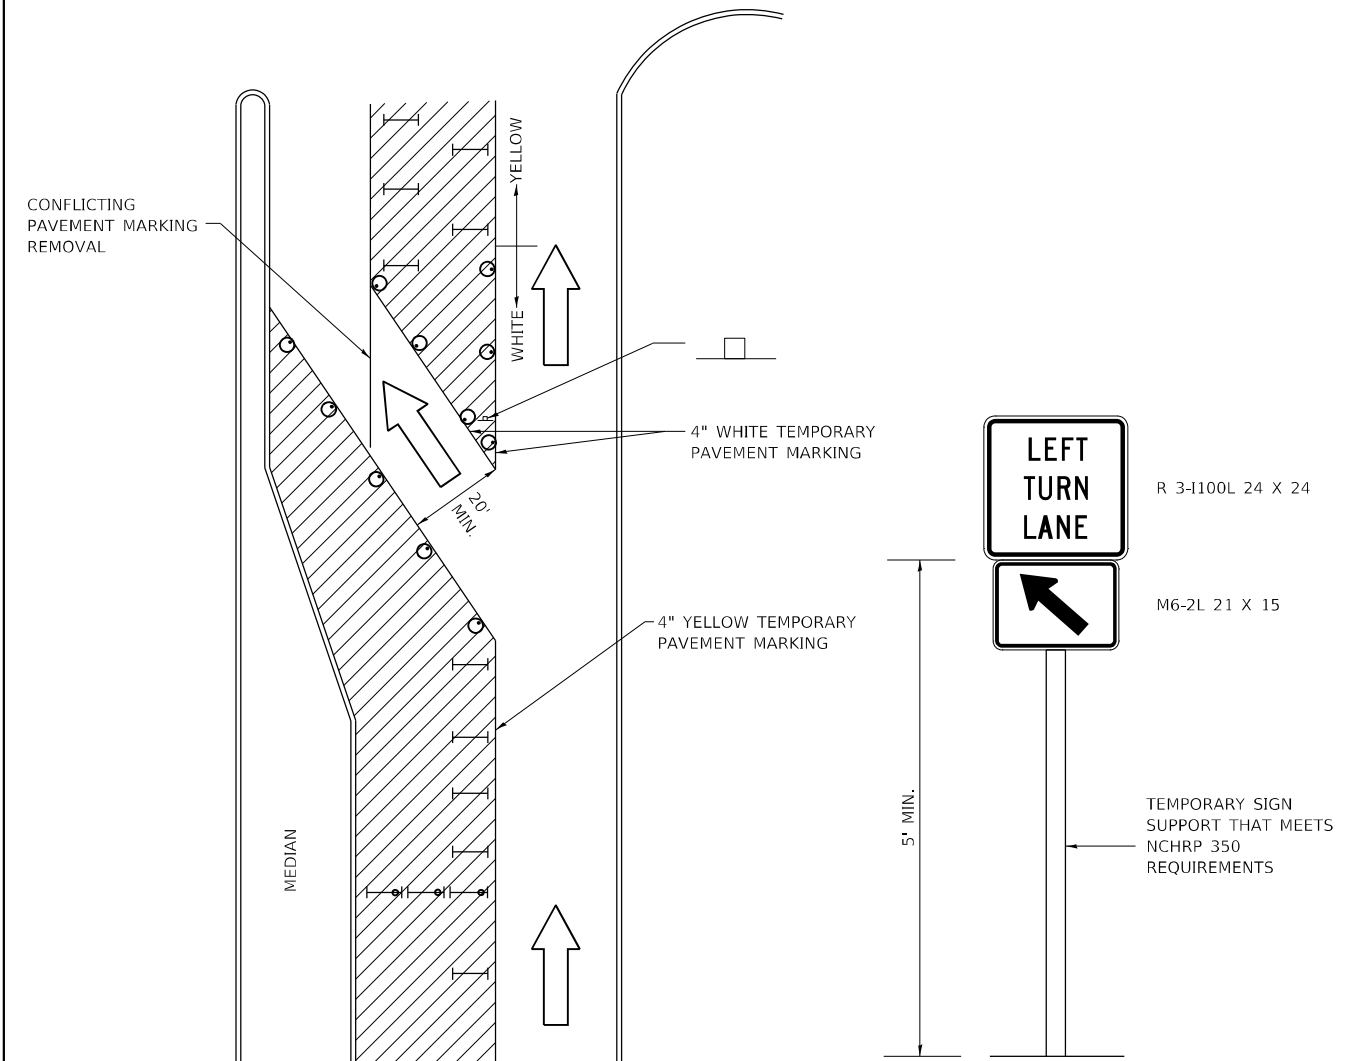 CONFLICTING
PAVEMENT MARKING
REMOVAL
YELLOW
WHITE
4" WHITE TEMPORARY
PAVEMENT MARKING
20'
MIN.
4" YELLOW TEMPORARY
PAVEMENT MARKING
MEDIAN
LEFT
TURN
LANE
R 3-I100L 24 X 24
M6-2L 21 X 15
5' MIN.
TEMPORARY SIGN
SUPPORT THAT MEETS
NCHRP 350
REQUIREMENTS